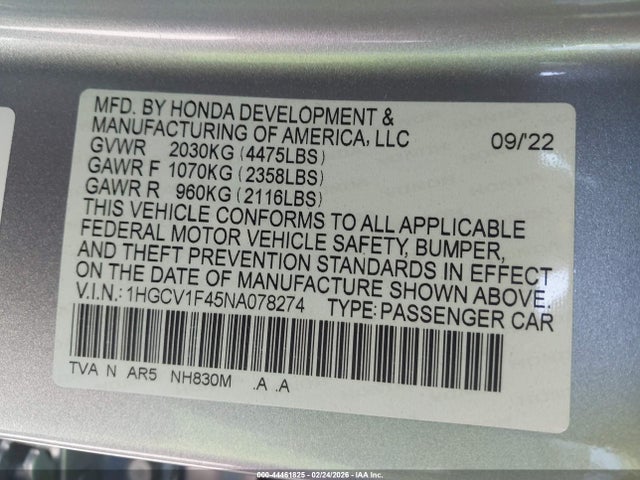 MFD. BY HONDA DEVELOPMENT &
MANUFACTURING OF AMERICA, LLC 09/'22
GVWR 2030KG (4475LBS)
GAWR F 1070KG (2358LBS)
GAWR R 960KG (2116LBS)
THIS VEHICLE CONFORMS TO ALL APPLICABLE
FEDERAL MOTOR VEHICLE SAFETY, BUMPER,
AND THEFT PREVENTION STANDARDS IN EFFECT
ON THE DATE OF MANUFACTURE SHOWN ABOVE.
V.I.N.: 1HGCV1F45NA078274 TYPE: PASSENGER CAR
TVA N AR5 NH830M .A .A
000-44461825 - 02/24/2026 - IAA Inc.